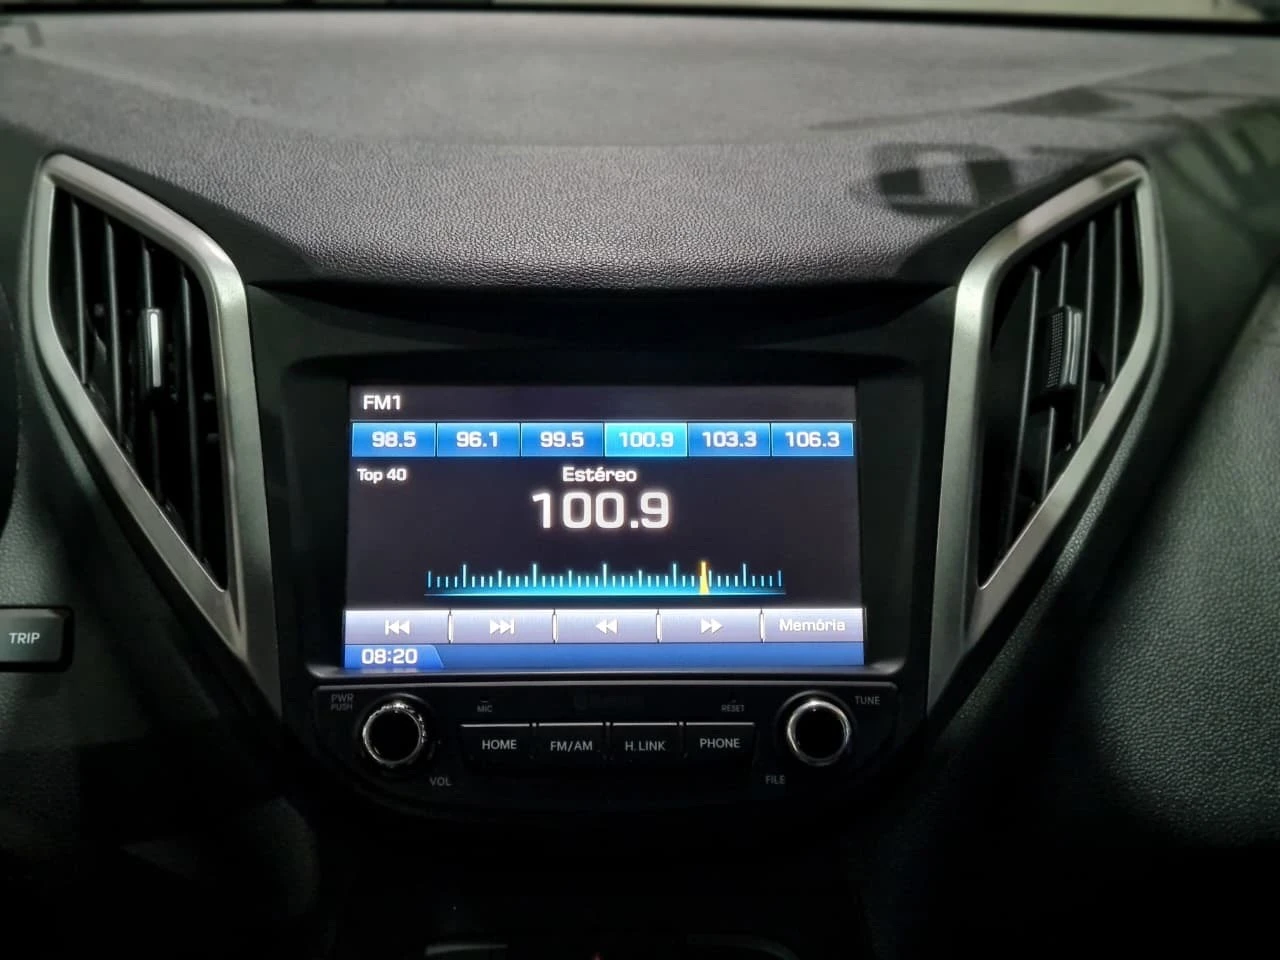 FM1
98.5 96.1 99.5 100.9 103.3 106.3
Top 40
Estéreo
100.9
Memória
08:20
TRIP
PWR
PUSH
MIC
RESET
TUNE
HOME FM/AM H.LINK PHONE
VOL
FILE